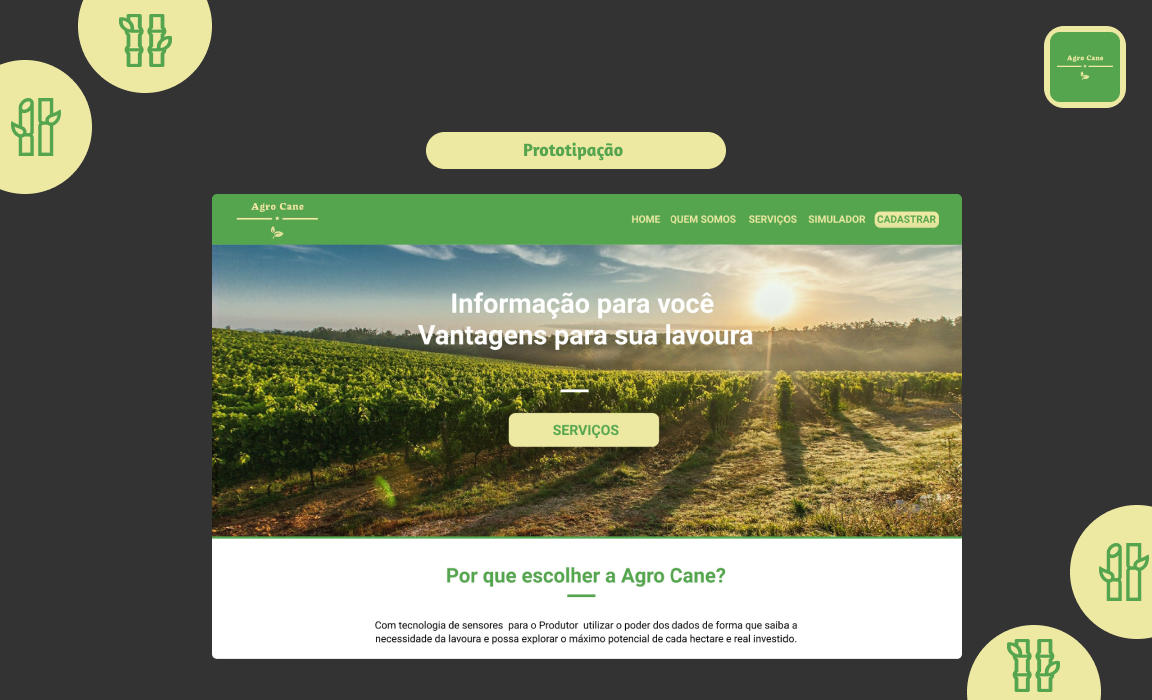 Agro Cane
Prototipação
Agro Cane
HOME QUEM SOMOS SERVIÇOS SIMULADOR CADASTRAR
Informação para você
Vantagens para sua lavoura
SERVIÇOS
Por que escolher a Agro Cane?
Com tecnologia de sensores para o Produtor utilizar o poder dos dados de forma que saiba a
necessidade da lavoura e possa explorar o máximo potencial de cada hectare e real investido.